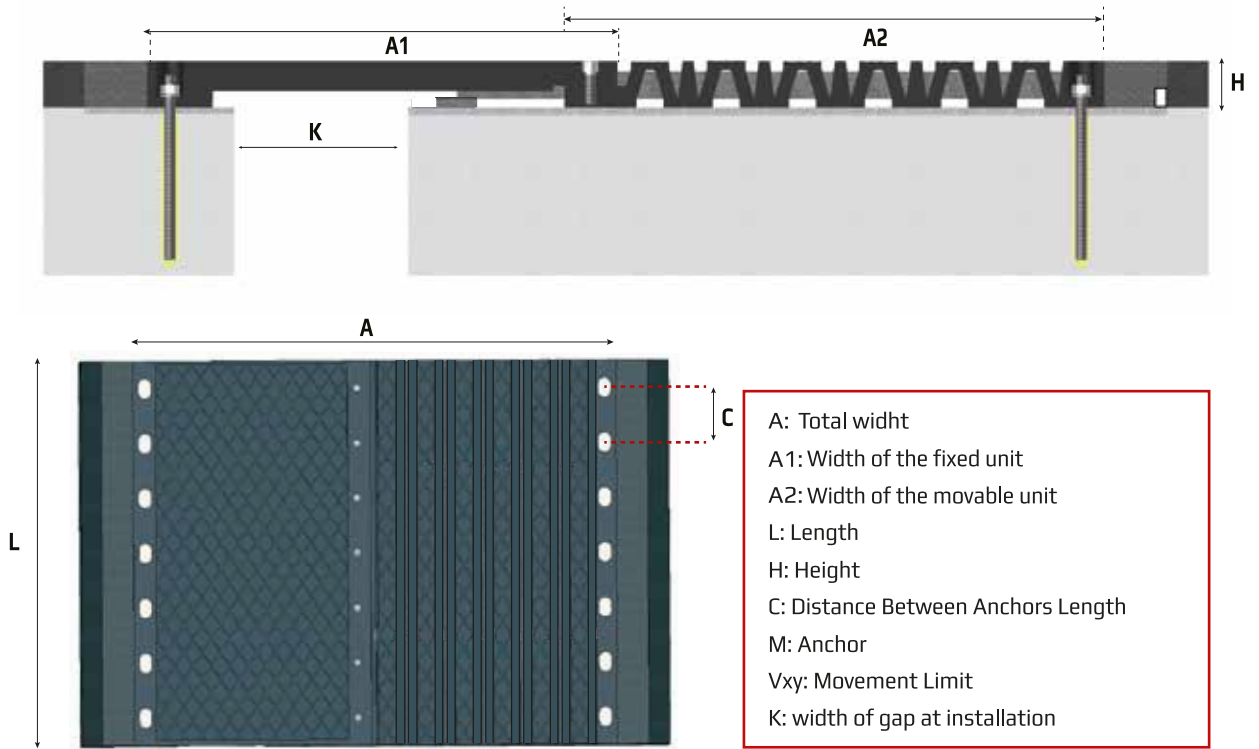 A1
A2
H
K
A
C
L
A: Total widht
A1: Width of the fixed unit
A2: Width of the movable unit
L: Length
H: Height
C: Distance Between Anchors Length
M: Anchor
Vxy: Movement Limit
K: width of gap at installation